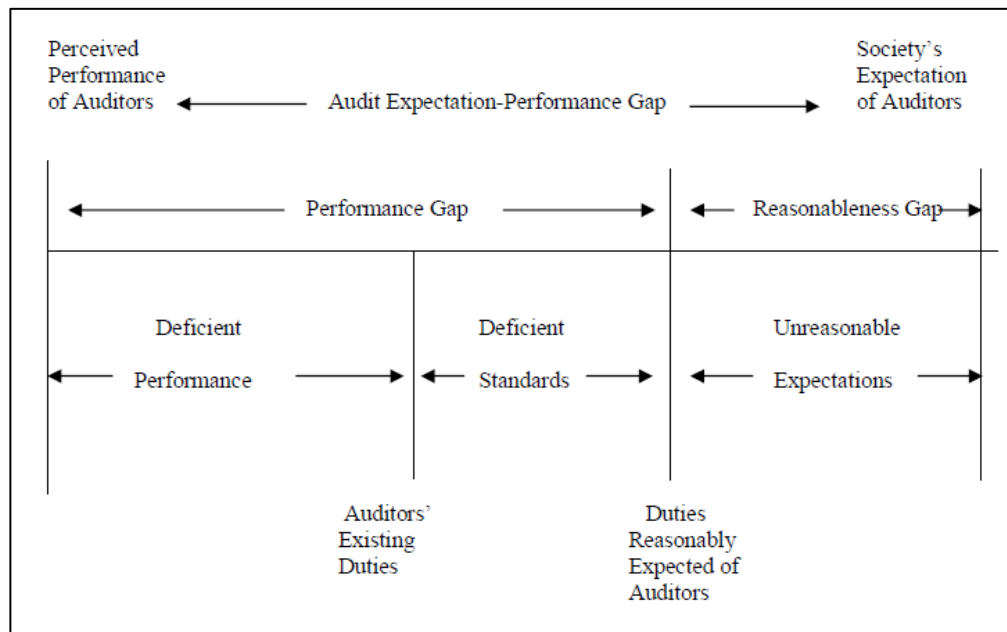 Perceived
Performance
of Auditors
Society’s
Expectation
of Auditors
Audit Expectation-Performance Gap
Performance Gap
Reasonableness Gap
Deficient
Performance
Deficient
Standards
Unreasonable
Expectations
Auditors’
Existing
Duties
Duties
Reasonably
Expected of
Auditors